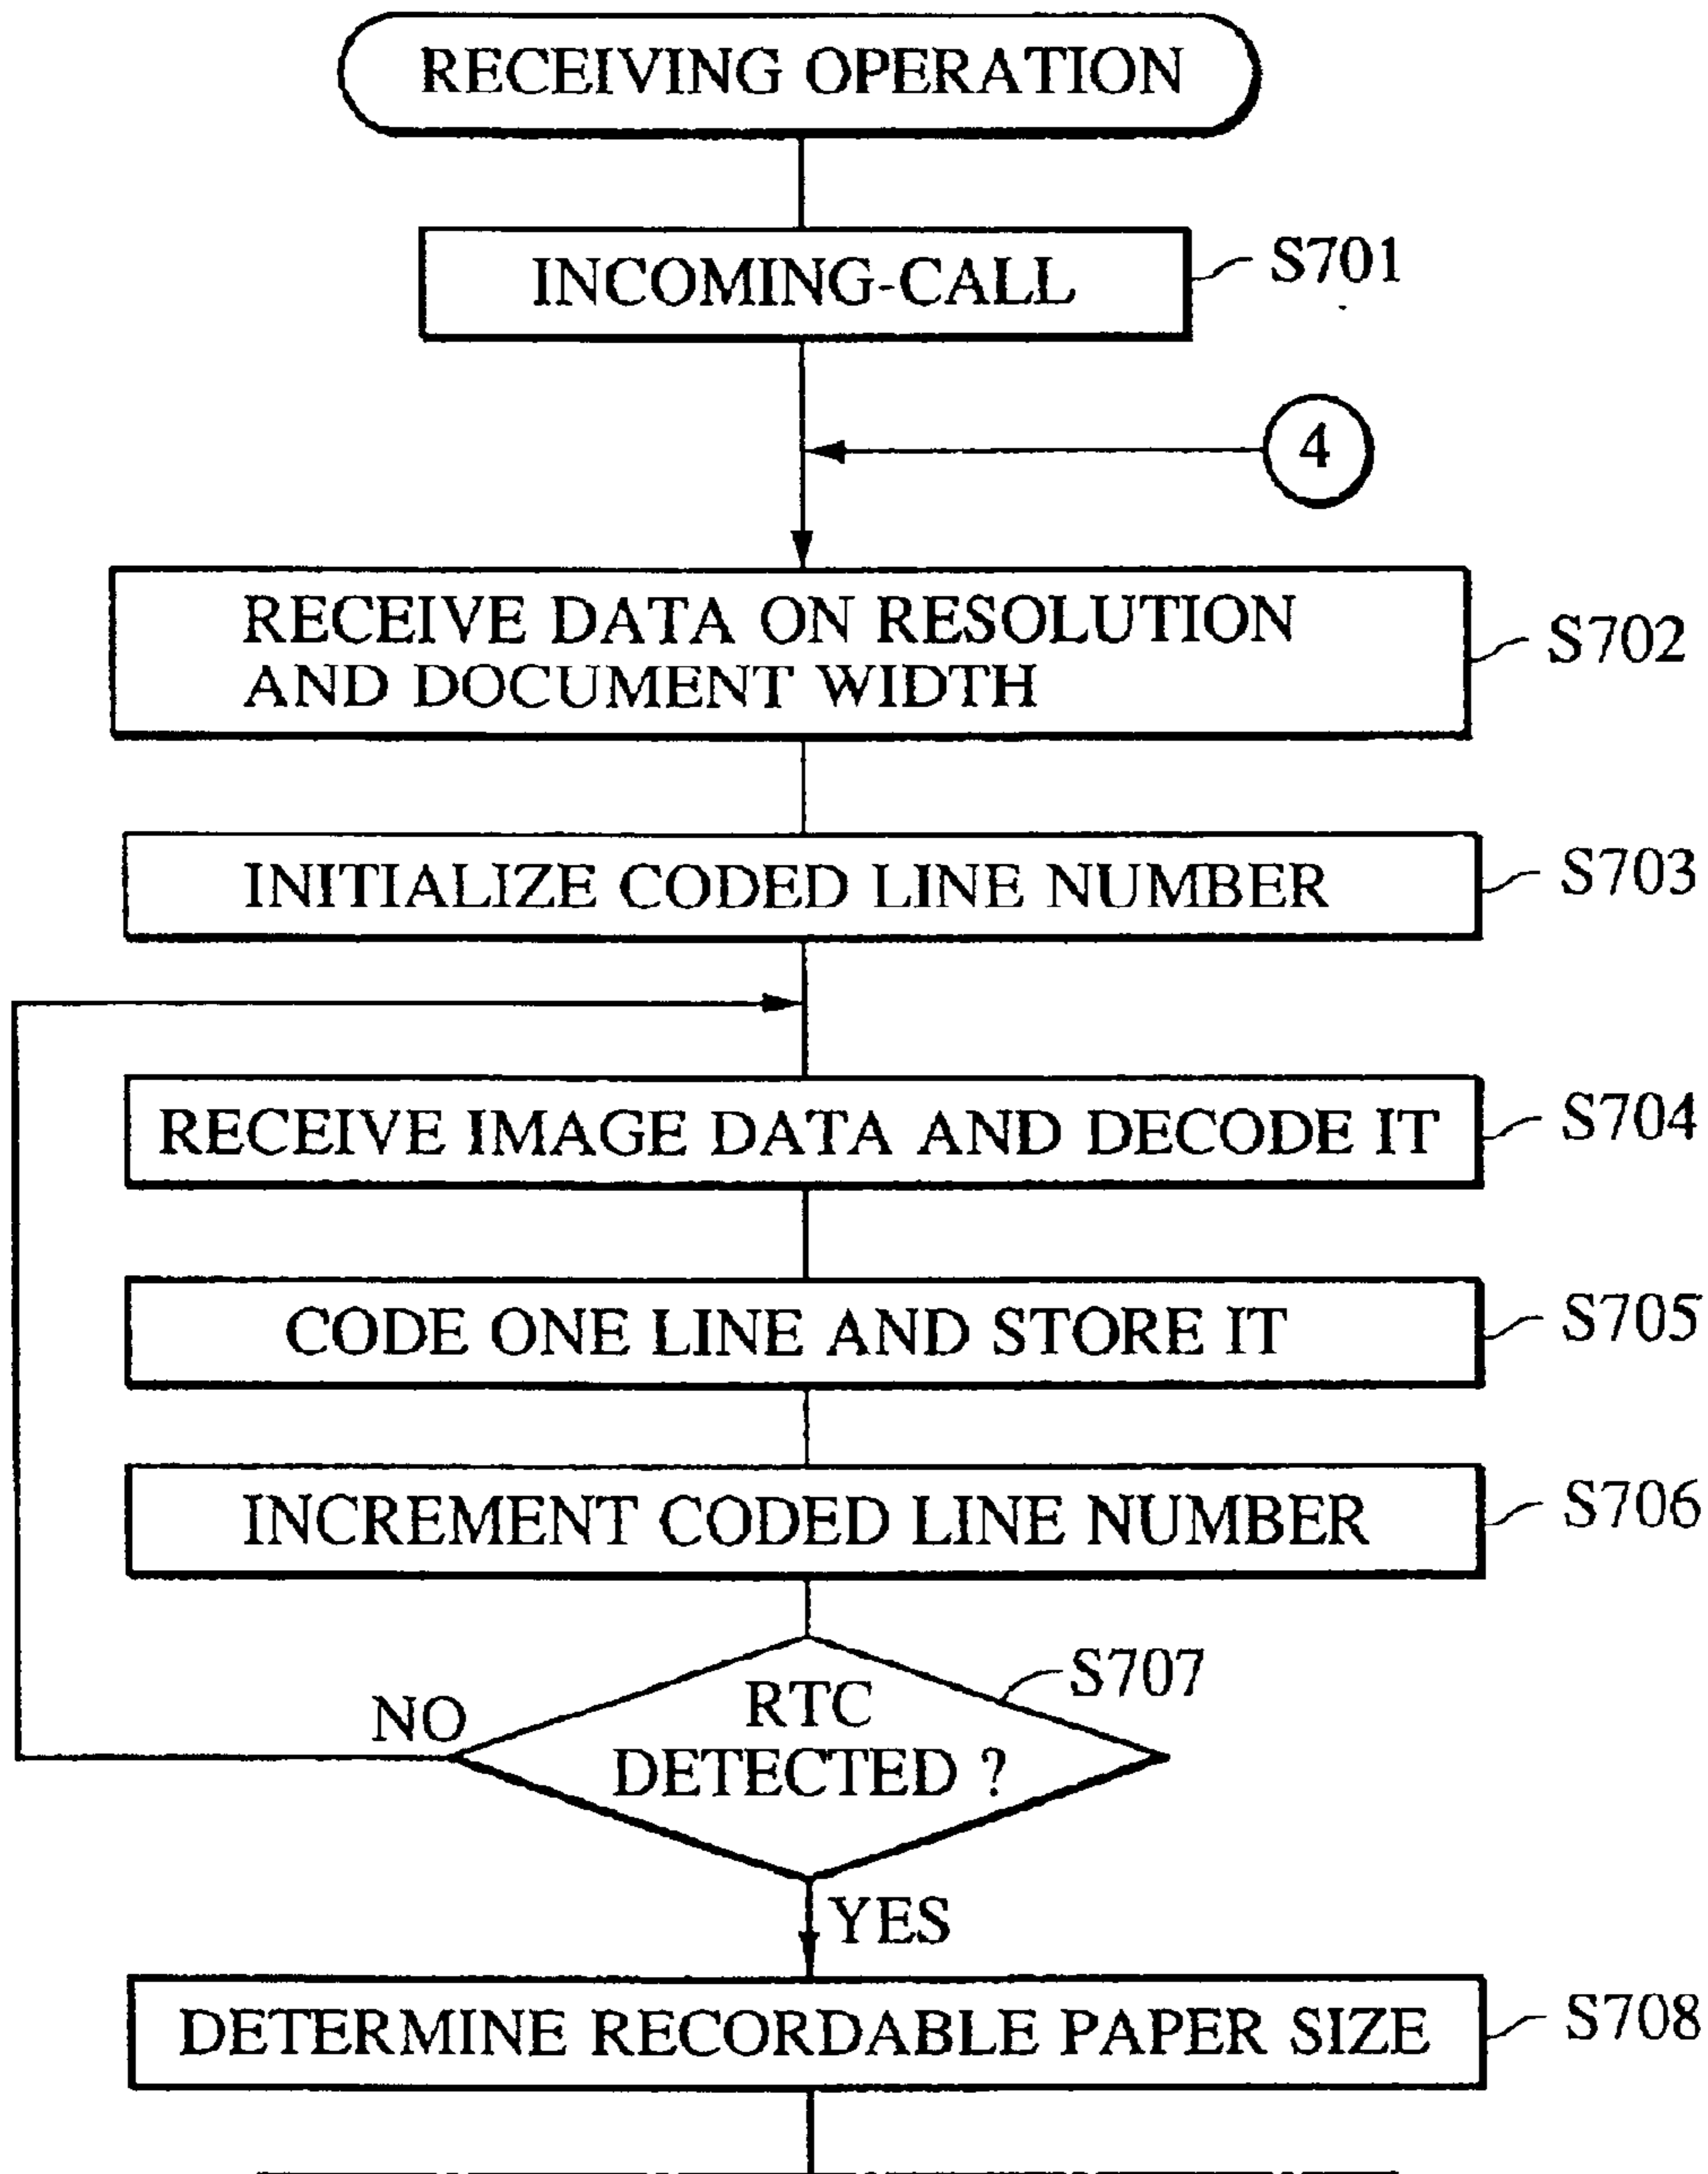 RECEIVING OPERATION
INCOMING-CALL
S701
4
RECEIVE DATA ON RESOLUTION
AND DOCUMENT WIDTH
S702
INITIALIZE CODED LINE NUMBER
S703
RECEIVE IMAGE DATA AND DECODE IT
S704
CODE ONE LINE AND STORE IT
S705
INCREMENT CODED LINE NUMBER
S706
S707
NO
RTC
DETECTED ?
YES
DETERMINE RECORDABLE PAPER SIZE
S708